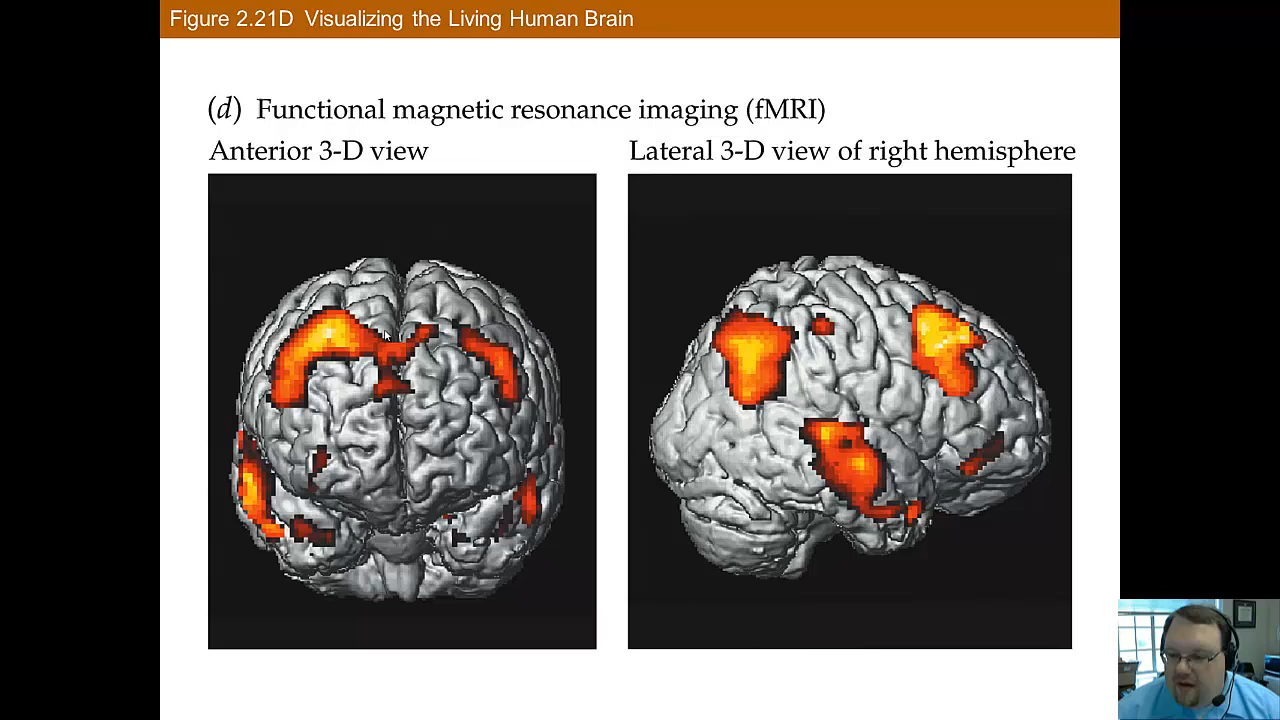 Figure 2.21D Visualizing the Living Human Brain
(d) Functional magnetic resonance imaging (fMRI)
Anterior 3-D view
Lateral 3-D view of right hemisphere